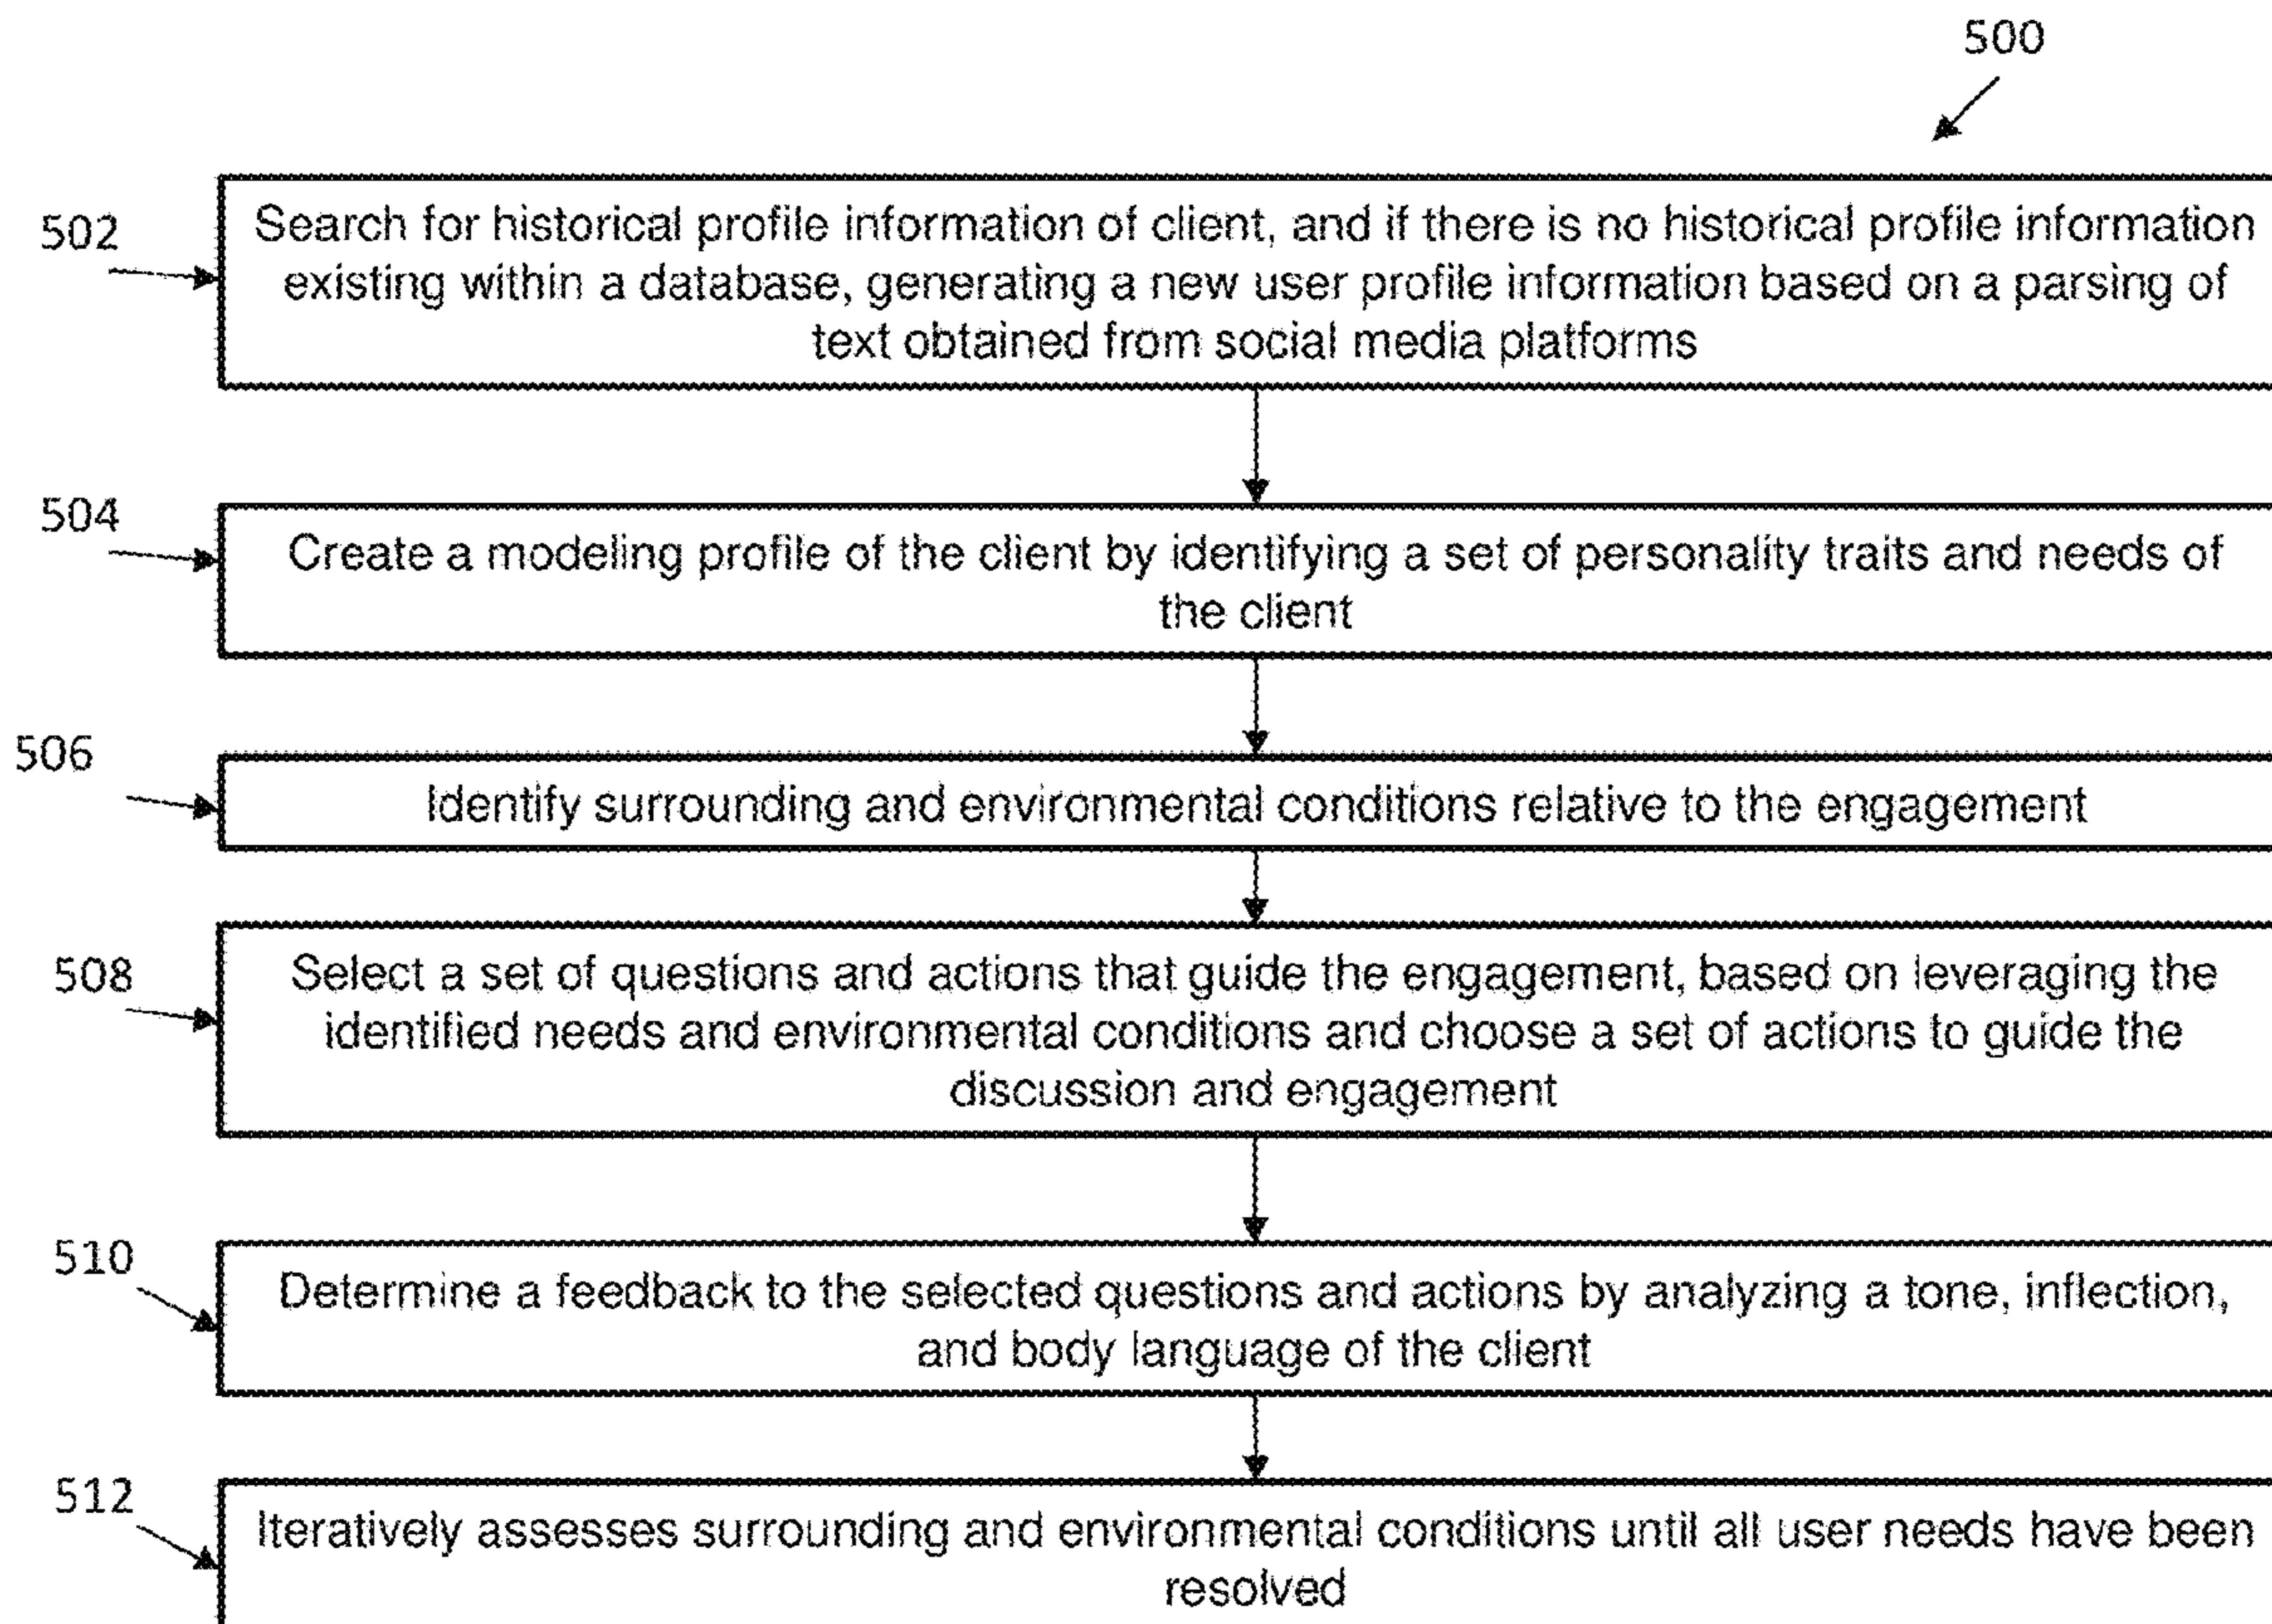 500
502
Search for historical profile information of client, and if there is no historical profile information
existing within a database, generating a new user profile information based on a parsing of
text obtained from social media platforms
504
Create a modeling profile of the client by identifying a set of personality traits and needs of
the client
506
Identify surrounding and environmental conditions relative to the engagement
508
Select a set of questions and actions that guide the engagement, based on leveraging the
identified needs and environmental conditions and choose a set of actions to guide the
discussion and engagement
510
Determine a feedback to the selected questions and actions by analyzing a tone, inflection,
and body language of the client
512
Iteratively assesses surrounding and environmental conditions until all user needs have been
resolved